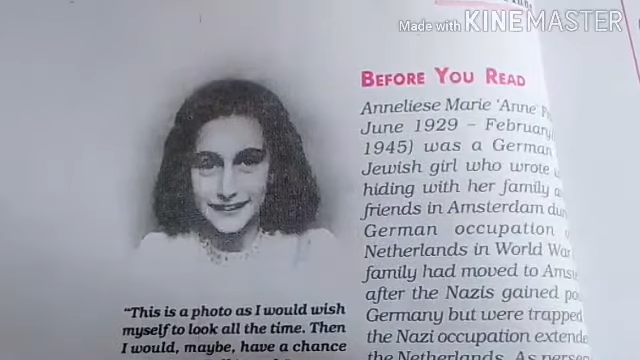 Made with KINEMASTER
BEFORE YOU READ
Anneliese Marie 'Anne'
June 1929 – February
1945) was a German
Jewish girl who wrote
hiding with her family
friends in Amsterdam
German occupation
Netherlands in World War
family had moved to
after the Nazis gained
Germany but were trapped
the Nazi occupation
the Netherlands. As
"This is a photo as I would wish
myself to look all the time. Then
I would, maybe, have a chance